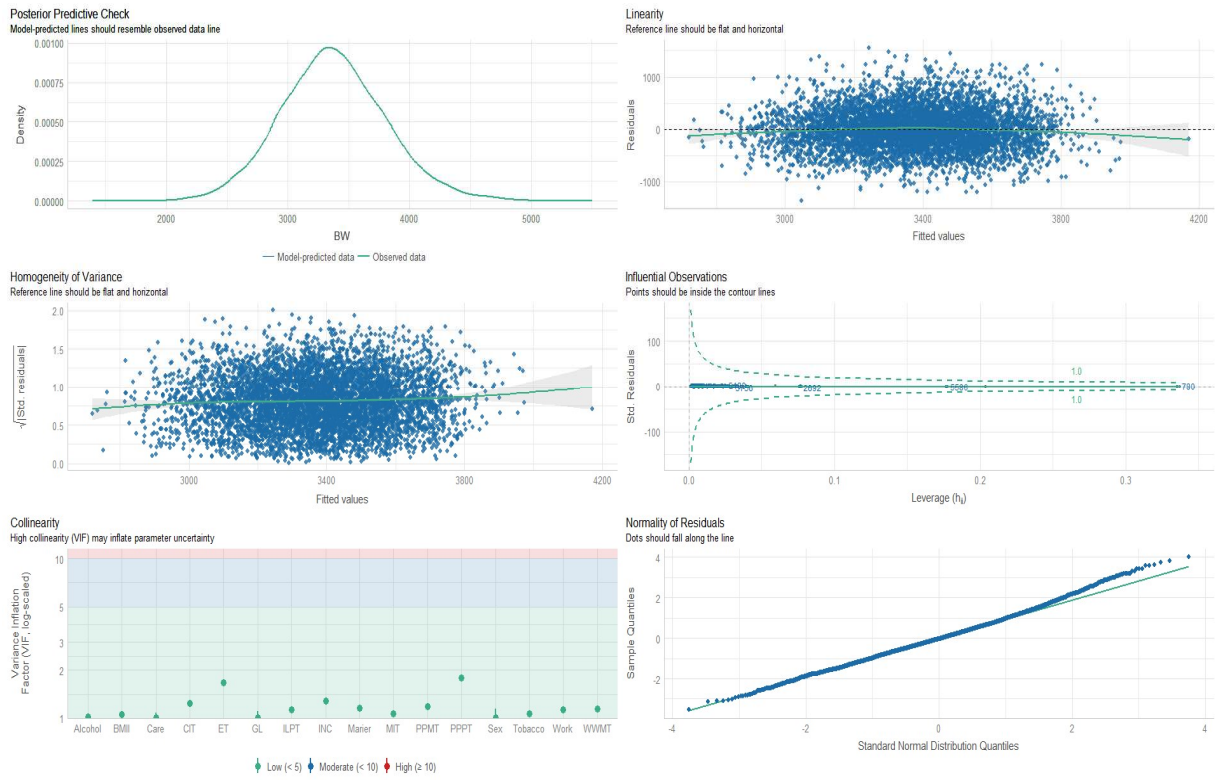 Posterior Predictive Check
Model-predicted lines should resemble observed data line
0.00100
0.00075
0.00050
0.00025
0.00000
Density
2000 3000 4000 5000
BW
Model-predicted data Observed data
Linearity
Reference line should be flat and horizontal
1000
0
-1000
Residuals
3000 3400 3800 4200
Fitted values
Homogeneity of Variance
Reference line should be flat and horizontal
2.0
1.5
1.0
0.5
0.0
√|Std. residuals|
3000 3400 3800 4200
Fitted values
Influential Observations
Points should be inside the contour lines
100
0
-100
Std. Residuals
1.0
2692
780
1.0
0.0 0.1 0.2 0.3
Leverage (hᵢᵢ)
Collinearity
High collinearity (VIF) may inflate parameter uncertainty
10
5
3
2
1
Variance Inflation
Factor (VIF, log-scaled)
Alcohol BMII Care CIT ET GL ILPT INC Marier MIT PPMT PPPT Sex Tobacco Work WWMT
Low (< 5) Moderate (< 10) High (≥ 10)
Normality of Residuals
Dots should fall along the line
4
2
0
-2
Sample Quantiles
-4 -2 0 2 4
Standard Normal Distribution Quantiles